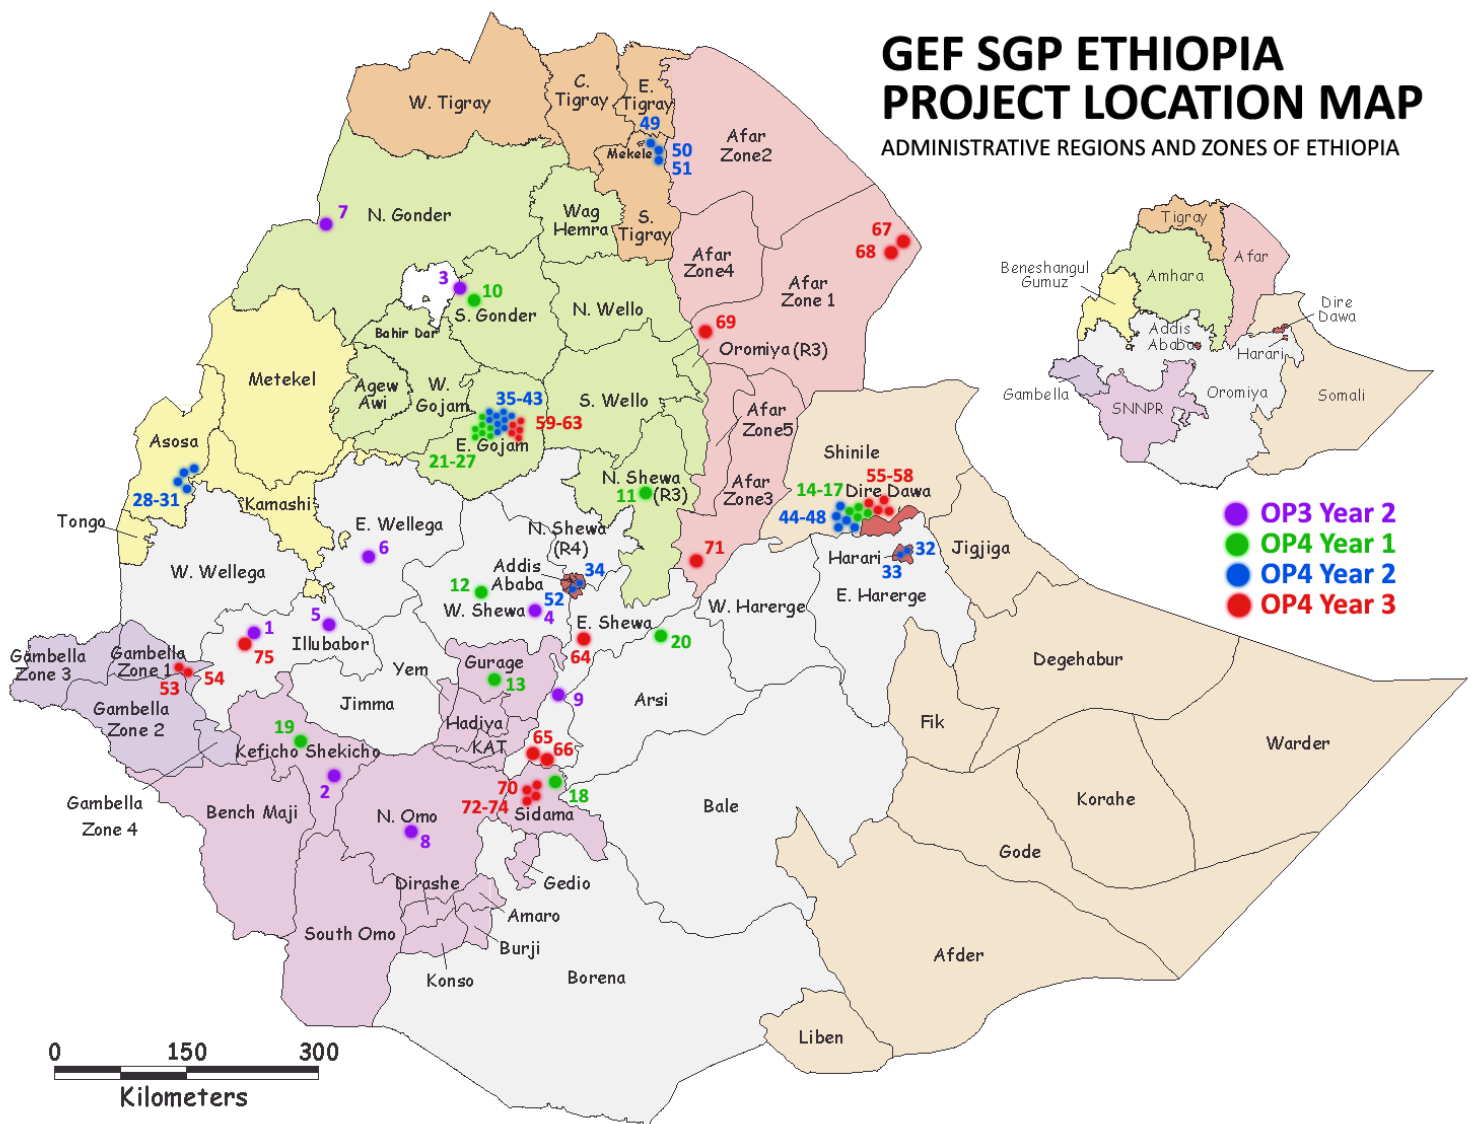 GEF SGP ETHIOPIA
PROJECT LOCATION MAP
ADMINISTRATIVE REGIONS AND ZONES OF ETHIOPIA
W. Tigray
C.
Tigray
E.
Tigray
49
Mekele
50
51
Afar
Zone2
7
N. Gonder
Wag
Hemra
S.
Tigray
Afar
Zone4
67
68
Afar
Zone 1
3
10
S. Gonder
N. Wello
69
Oromiya (R3)
Bahir Dar
Metekel
Agew
Awi
W.
Gojam
35-43
59-63
E. Gojam
21-27
S. Wello
Afar
Zone5
Asosa
28-31
Kamashi
Tongo
N. Shewa
(R3)
11
Afar
Zone3
Shinile
55-58
14-17
Dire Dawa
44-48
E. Wellega
6
N. Shewa
(R4)
71
Harari
32
33
Jigjiga
W. Wellega
Addis
Ababa
34
12
52
W. Shewa
4
E. Shewa
W. Harerge
E. Harerge
5
1
Illubabor
75
64
20
Gambella
Zone 3
Gambella
Zone 1
53
54
Yem
Gurage
13
Degehabur
Gambella
Zone 2
Jimma
9
Arsi
19
Hadiya
Fik
Keficho Shekicho
KAT
65
66
Warder
2
70
72-74
18
Sidama
Gambella
Zone 4
Bench Maji
N. Omo
8
Bale
Korahe
Gode
Dirashe
Gedio
Amaro
South Omo
Burji
Konso
Borena
Afder
Liben
Tigray
Afar
Beneshangul
Gumuz
Amhara
Dire
Dawa
Addis
Ababa
Harari
Gambella
Oromiya
Somali
SNNPR
OP3 Year 2
OP4 Year 1
OP4 Year 2
OP4 Year 3
0 150 300
Kilometers